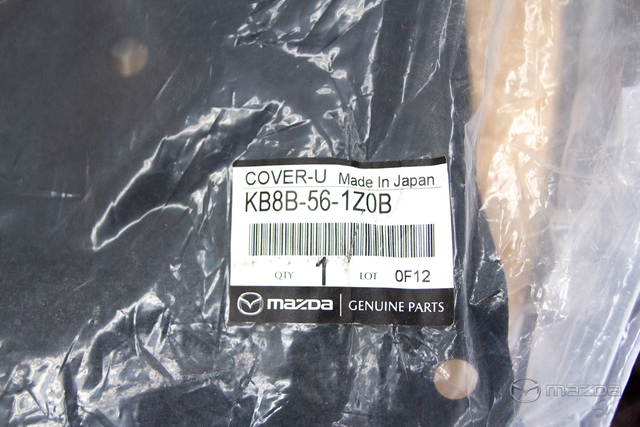 COVER-U Made In Japan
KB8B-56-1Z0B
QTY 1 LOT 0F12
mazda GENUINE PARTS
mazda